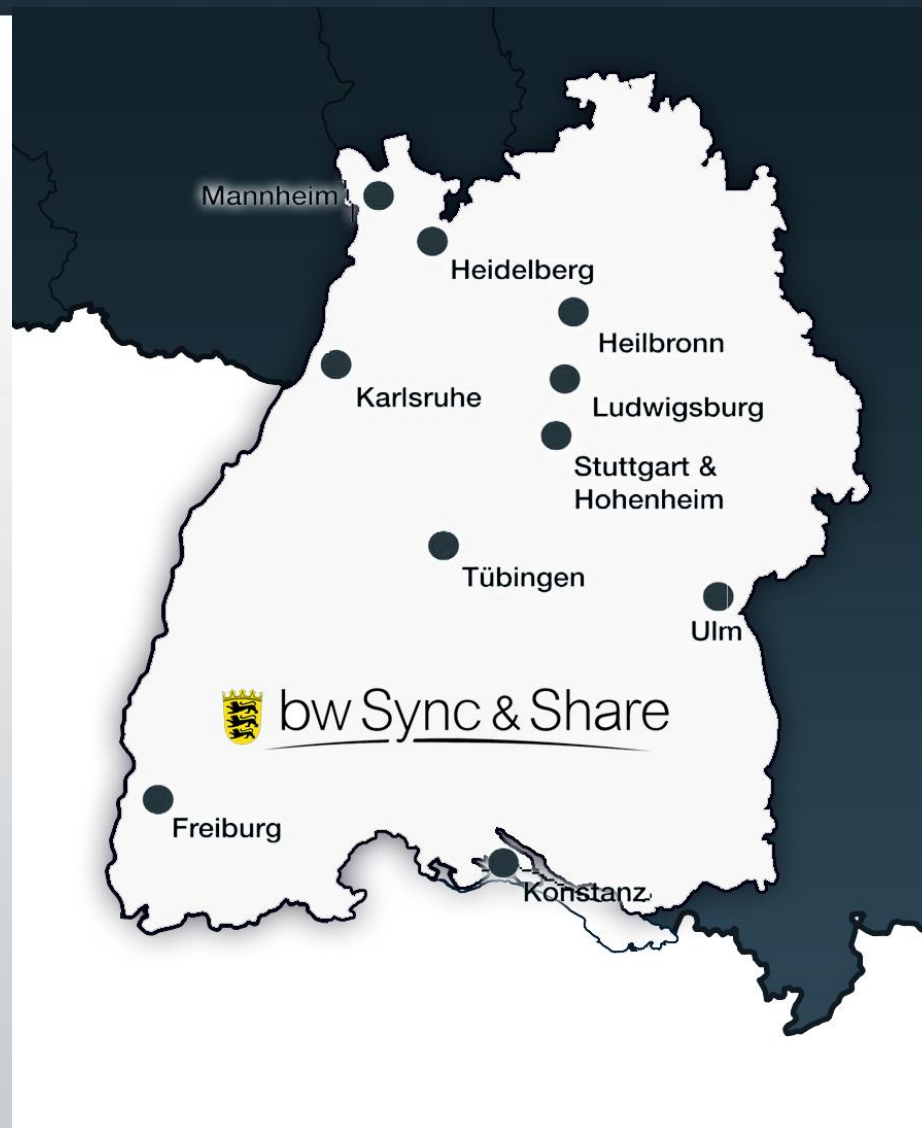 Mannheim
Heidelberg
Heilbronn
Karlsruhe
Ludwigsburg
Stuttgart &
Hohenheim
Tübingen
Ulm
bw Sync & Share
Freiburg
Konstanz